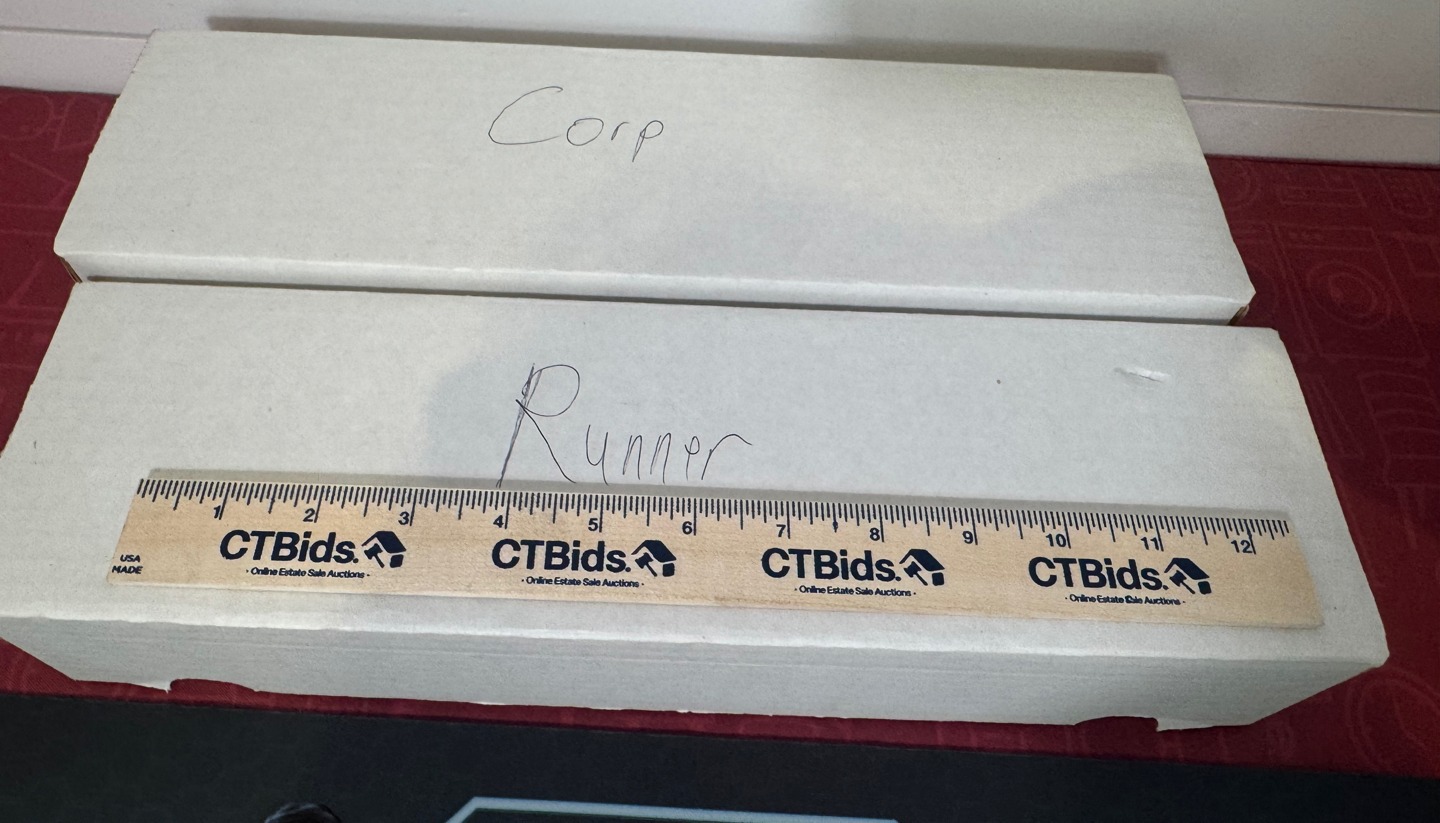 Corp
Runner
1 2 3 4 5 6 7 8 9 10 11 12
CTBids. CTBids. CTBids. CTBids.
· Online Estate Sale Auctions · · Online Estate Sale Auctions · · Online Estate Sale Auctions · · Online Estate Sale Auctions ·
USA
MADE